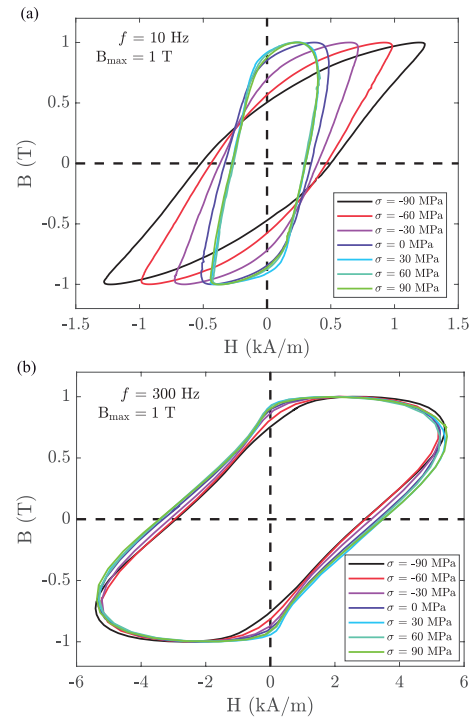 (a)
f = 10 Hz
B_max = 1 T
1
0.5
0
-0.5
-1
B (T)
σ = -90 MPa
σ = -60 MPa
σ = -30 MPa
σ = 0 MPa
σ = 30 MPa
σ = 60 MPa
σ = 90 MPa
-1.5 -1 -0.5 0 0.5 1 1.5
H (kA/m)
(b)
f = 300 Hz
B_max = 1 T
1
0.5
0
-0.5
-1
B (T)
σ = -90 MPa
σ = -60 MPa
σ = -30 MPa
σ = 0 MPa
σ = 30 MPa
σ = 60 MPa
σ = 90 MPa
-6 -4 -2 0 2 4 6
H (kA/m)